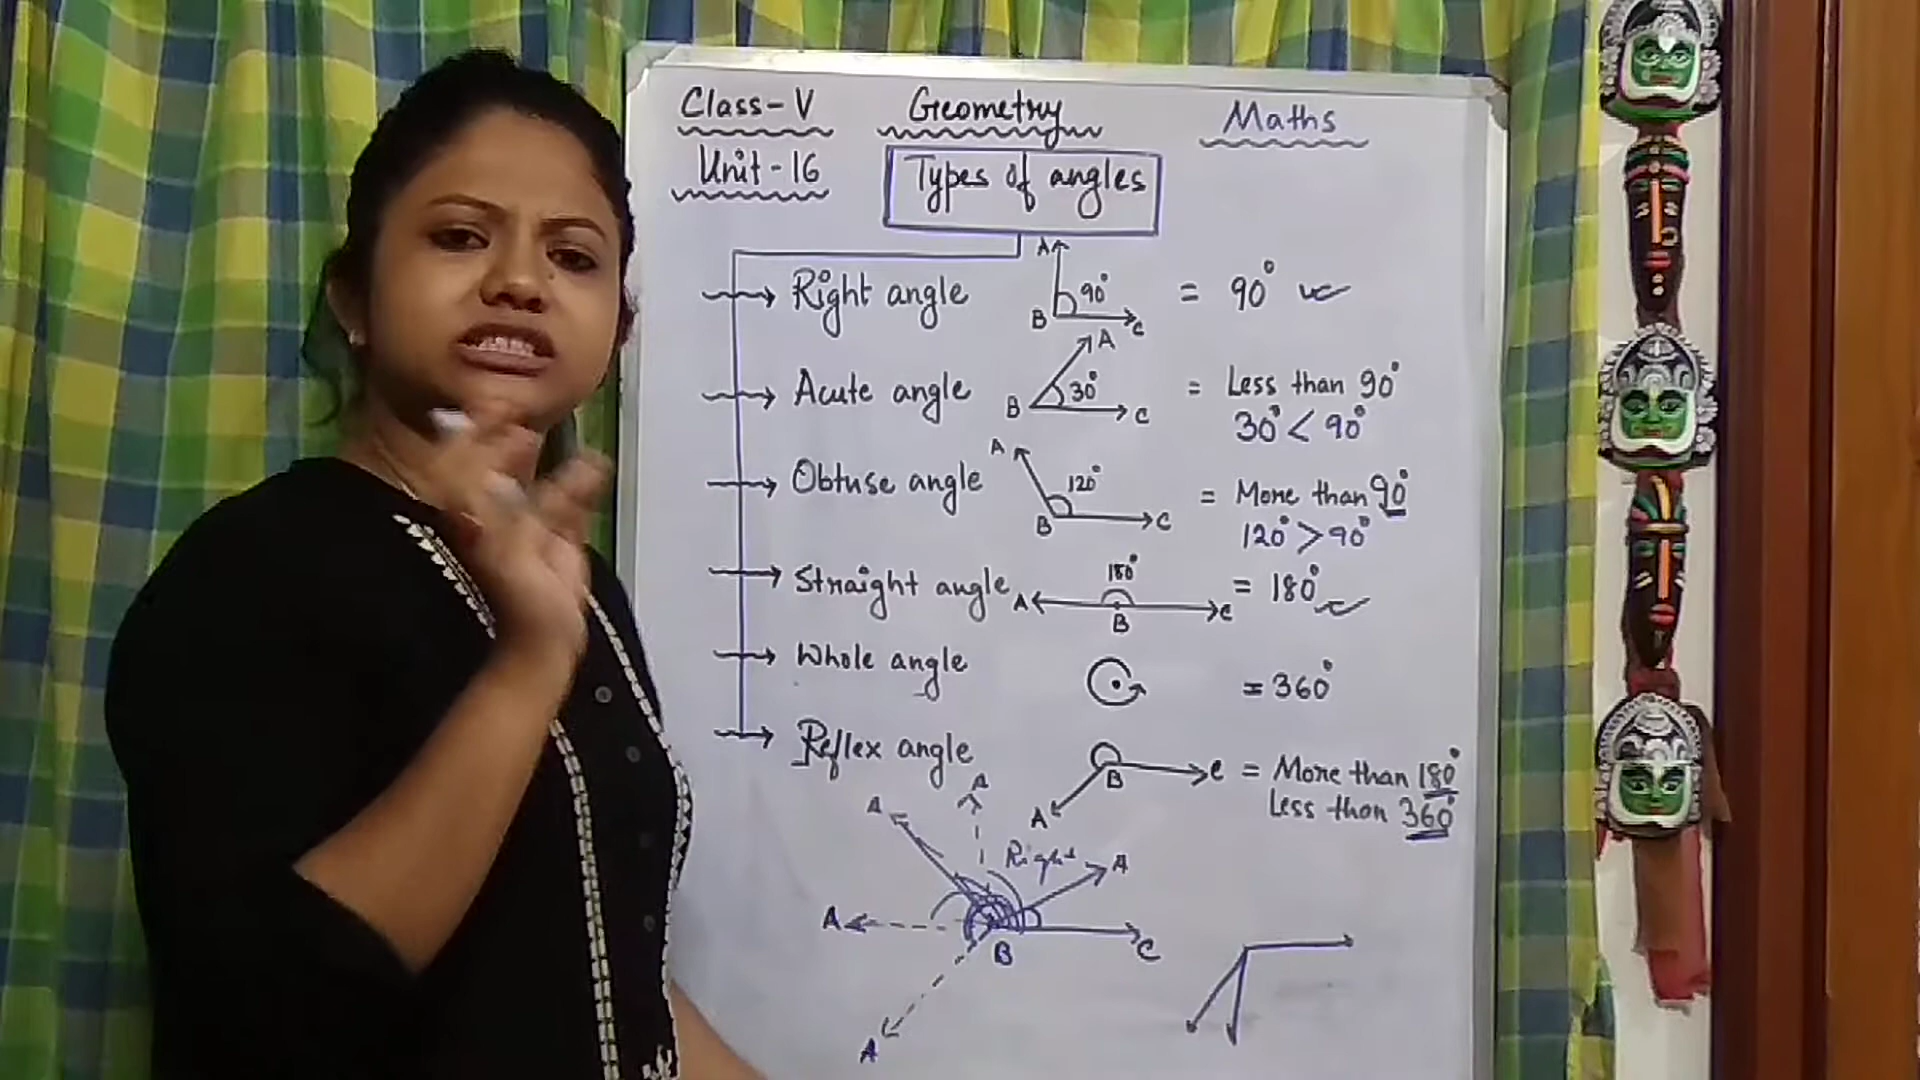 Class-V Geometry Maths
Unit-16 Types of angles
Right angle A 90° B C = 90°
Acute angle A 30° B C = Less than 90°
30° < 90°
Obtuse angle A 120° B C = More than 90°
120° > 90°
Straight angle A 180° B C = 180°
Whole angle = 360°
Reflex angle A B C = More than 180°
Less than 360°
A A
Right A
A B C
A